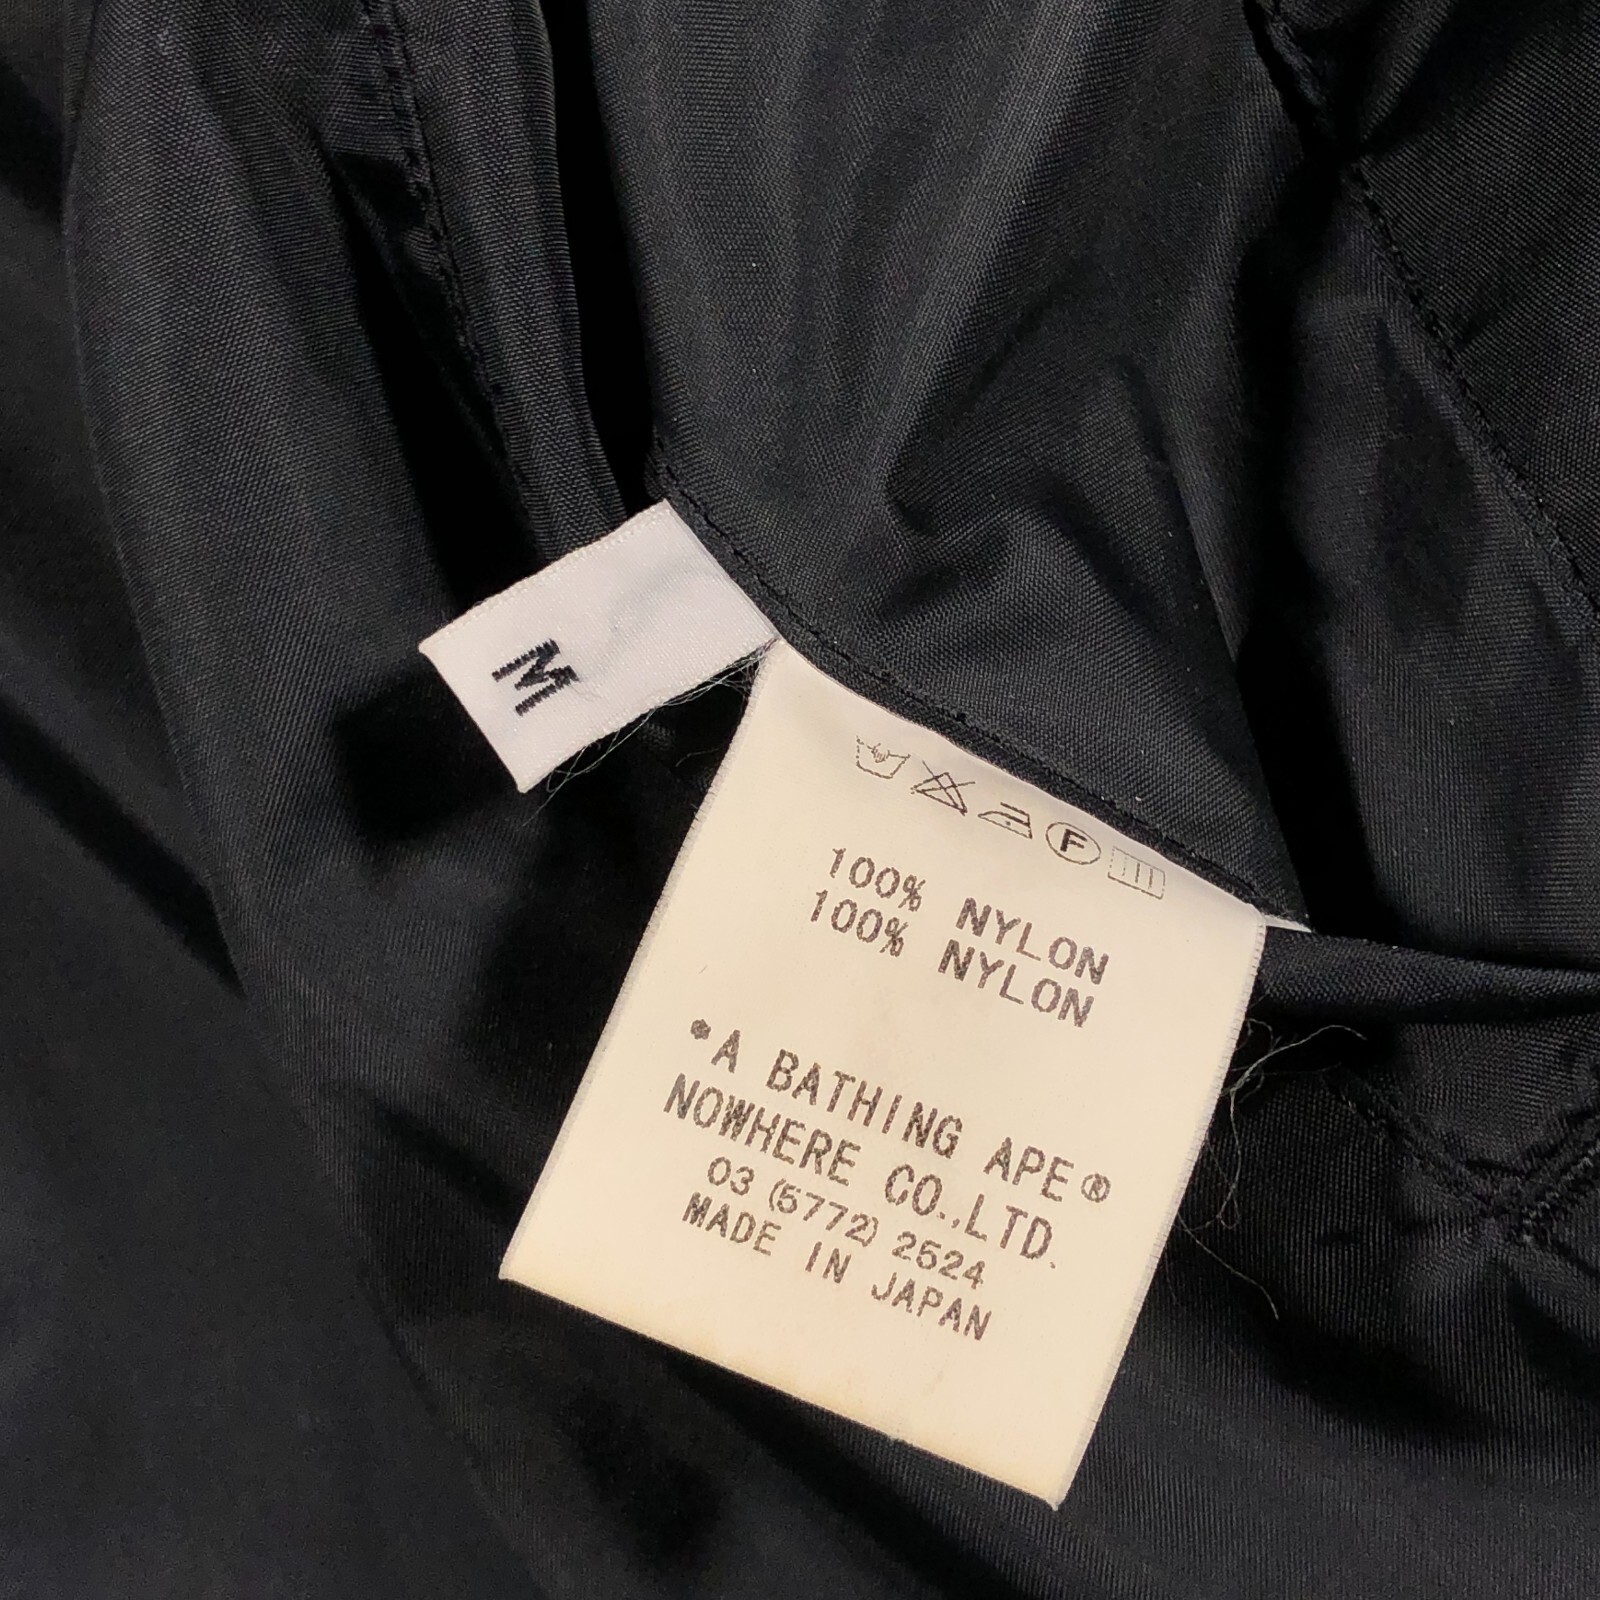 M
F
100% NYLON
100% NYLON
*A BATHING APE®
NOWHERE CO.,LTD.
03 (5772) 2524
MADE IN JAPAN